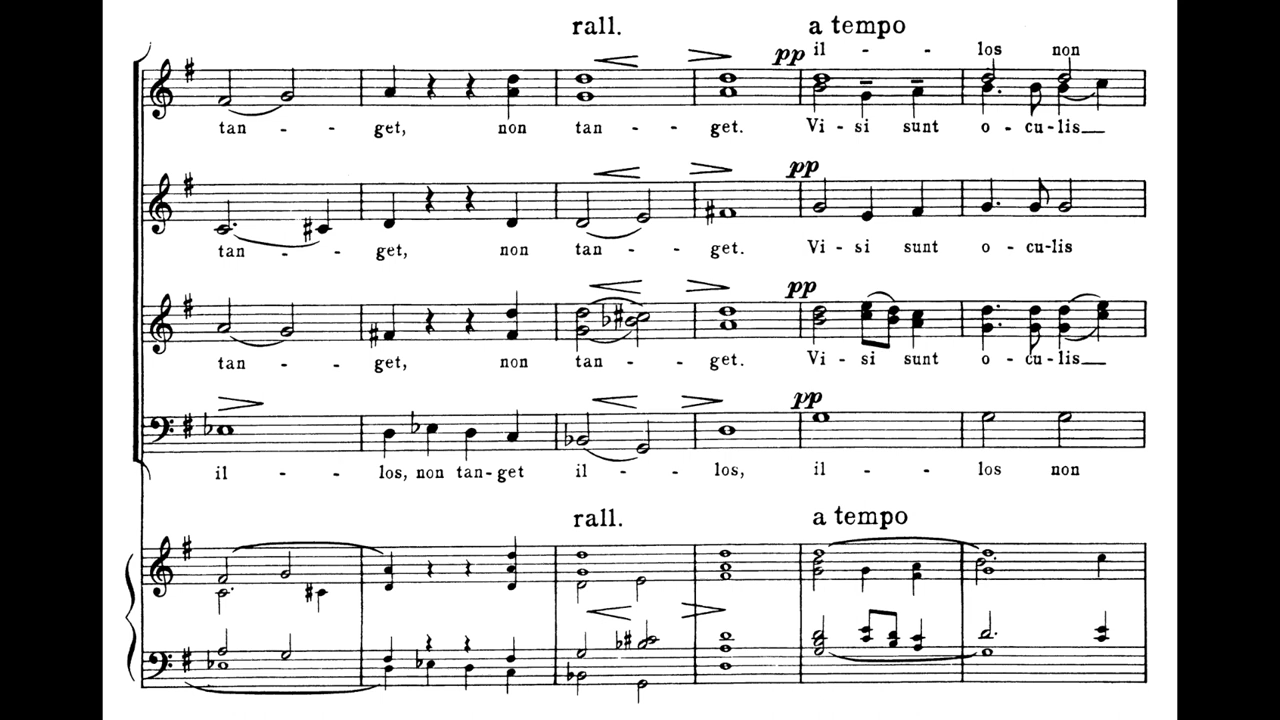 rall. a tempo
pp il - - los non
tan - - get, non tan - - get. Vi - si sunt o - cu - lis
pp
tan - - get, non tan - - get. Vi - si sunt o - cu - lis
pp
tan - - get, non tan - - get. Vi - si sunt o - cu - lis
pp
il - - los, non tan - get il - - los, il - - los non
rall. a tempo